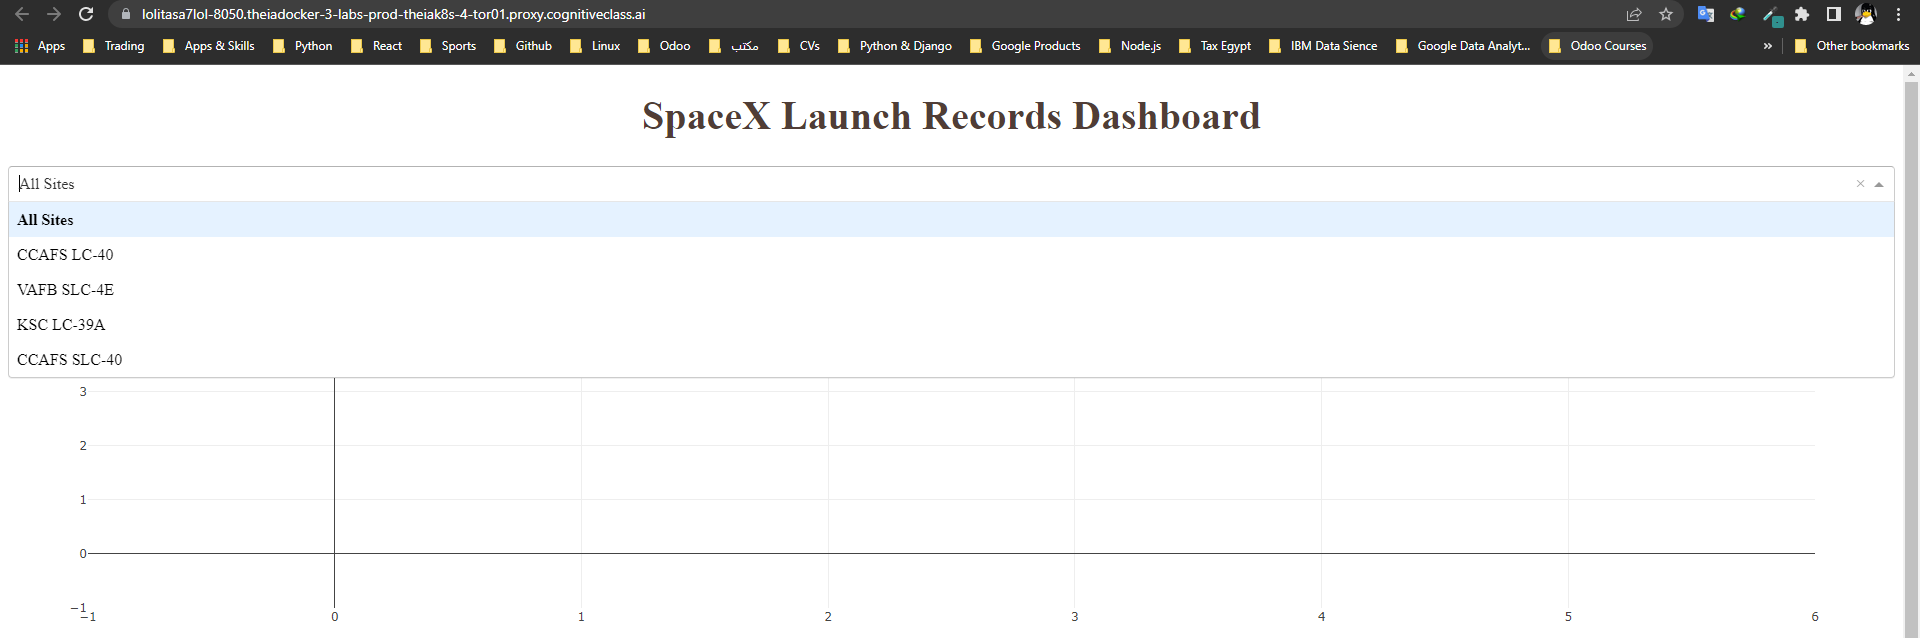 lolitasa7lol-8050.theiadocker-3-labs-prod-theiak8s-4-tor01.proxy.cognitiveclass.ai
Apps Trading Apps & Skills Python React Sports Github Linux Odoo مكتب CVs Python & Django Google Products Node.js Tax Egypt IBM Data Sience Google Data Analyt... Odoo Courses » Other bookmarks
SpaceX Launch Records Dashboard
All Sites ×
All Sites
CCAFS LC-40
VAFB SLC-4E
KSC LC-39A
CCAFS SLC-40
3
2
1
0
−1
−1 0 1 2 3 4 5 6